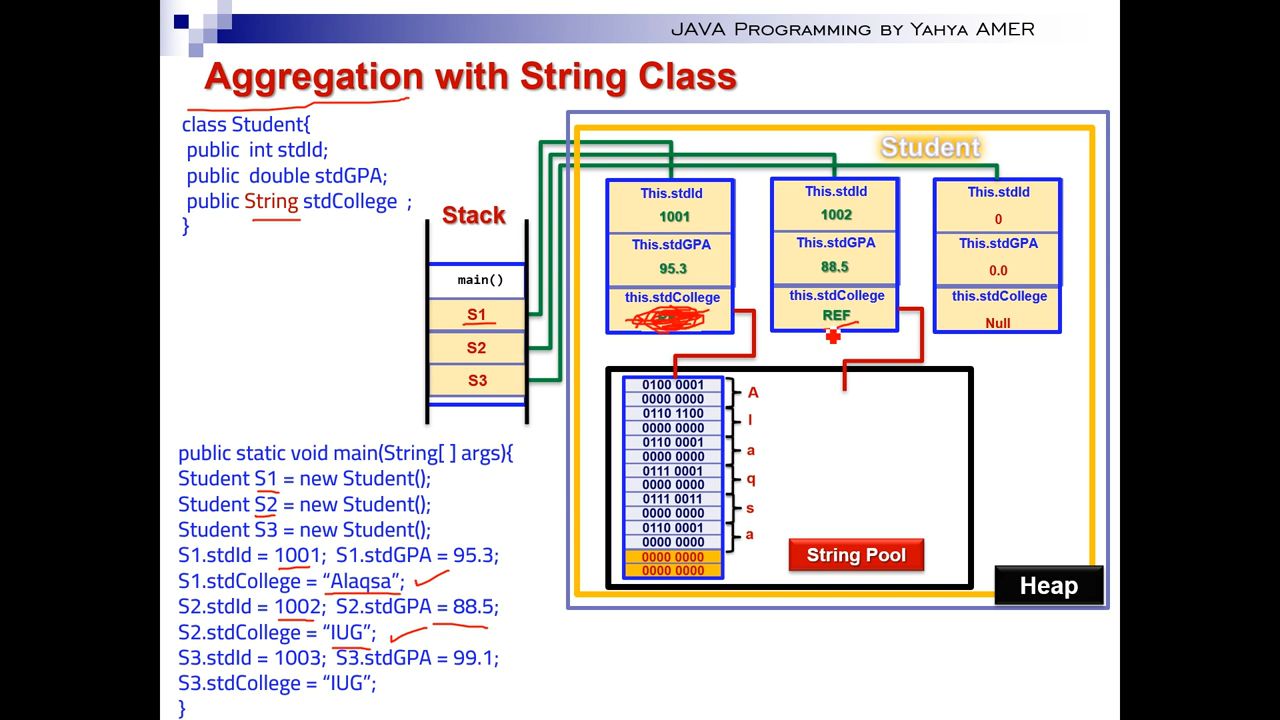 JAVA Programming by Yahya AMER
Aggregation with String Class
class Student{
public int stdId;
public double stdGPA;
public String stdCollege ;
}
Stack
main()
S1
S2
S3
public static void main(String[ ] args){
Student S1 = new Student();
Student S2 = new Student();
Student S3 = new Student();
S1.stdId = 1001; S1.stdGPA = 95.3;
S1.stdCollege = “Alaqsa”;
S2.stdId = 1002; S2.stdGPA = 88.5;
S2.stdCollege = “IUG”;
S3.stdId = 1003; S3.stdGPA = 99.1;
S3.stdCollege = “IUG”;
}
Student
This.stdId
1001
This.stdGPA
95.3
this.stdCollege
This.stdId
1002
This.stdGPA
88.5
this.stdCollege
REF
This.stdId
0
This.stdGPA
0.0
this.stdCollege
Null
0100 0001
0000 0000
A
0110 1100
0000 0000
l
0110 0001
0000 0000
a
0111 0001
0000 0000
q
0111 0011
0000 0000
s
0110 0001
0000 0000
a
0000 0000
0000 0000
String Pool
Heap